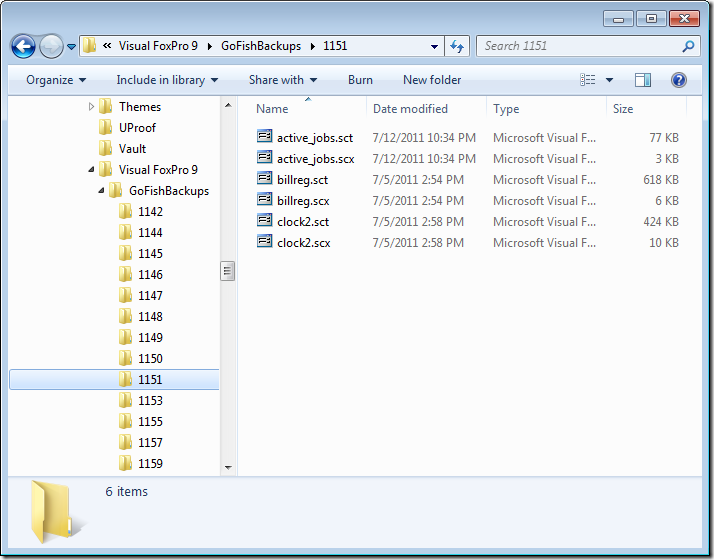 « Visual FoxPro 9 GoFishBackups 1151 Search 1151
Organize Include in library Share with Burn New folder
Themes
UProof
Vault
Visual FoxPro 9
GoFishBackups
1142
1144
1145
1146
1147
1148
1149
1150
1151
1153
1155
1157
1159
Name Date modified Type Size
active_jobs.sct 7/12/2011 10:34 PM Microsoft Visual F... 77 KB
active_jobs.scx 7/12/2011 10:34 PM Microsoft Visual F... 3 KB
billreg.sct 7/5/2011 2:54 PM Microsoft Visual F... 618 KB
billreg.scx 7/5/2011 2:54 PM Microsoft Visual F... 6 KB
clock2.sct 7/5/2011 2:58 PM Microsoft Visual F... 424 KB
clock2.scx 7/5/2011 2:58 PM Microsoft Visual F... 10 KB
6 items